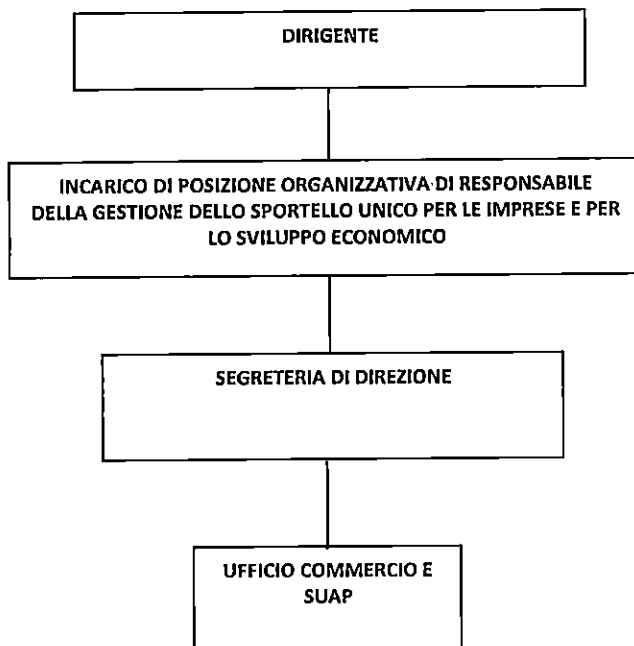 DIRIGENTE
INCARICO DI POSIZIONE ORGANIZZATIVA DI RESPONSABILE
DELLA GESTIONE DELLO SPORTELLO UNICO PER LE IMPRESE E PER
LO SVILUPPO ECONOMICO
SEGRETERIA DI DIREZIONE
UFFICIO COMMERCIO E
SUAP